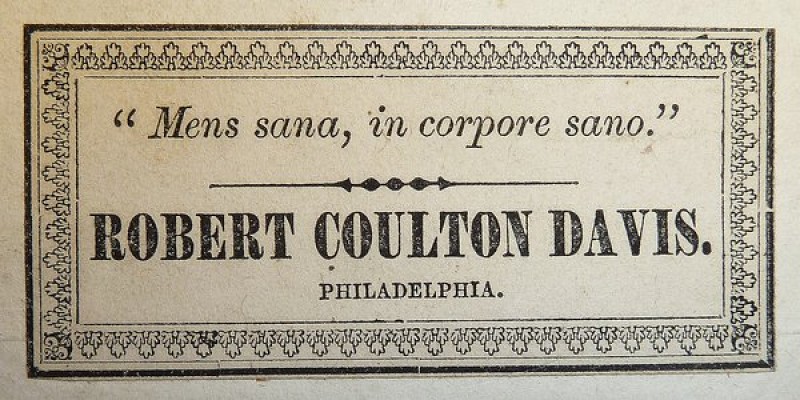 “ Mens sana, in corpore sano.”
ROBERT COULTON DAVIS.
PHILADELPHIA.